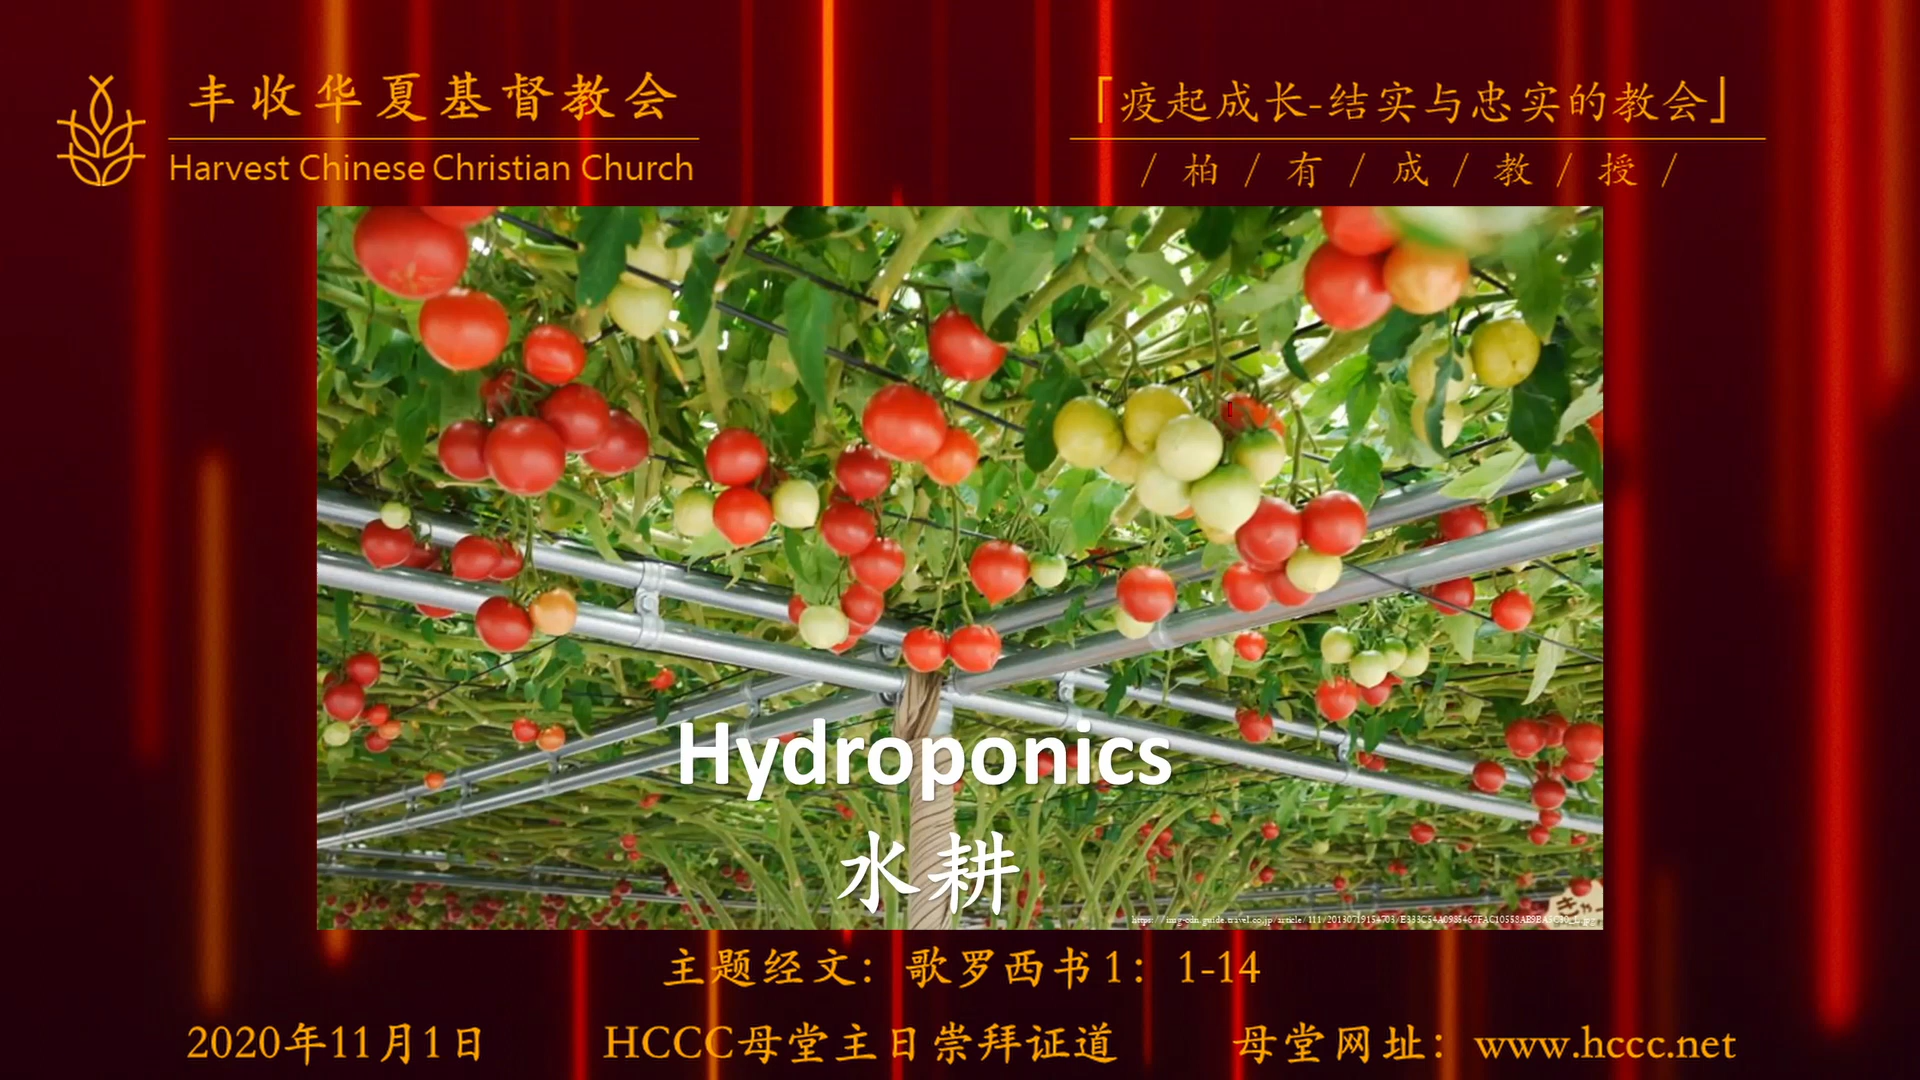 丰收华夏基督教会
Harvest Chinese Christian Church
「疫起成长-结实与忠实的教会」
/ 柏 / 有 / 成 / 教 / 授 /
Hydroponics
水耕
主题经文：歌罗西书1：1-14
2020年11月1日
HCCC母堂主日崇拜证道
母堂网址：www.hccc.net